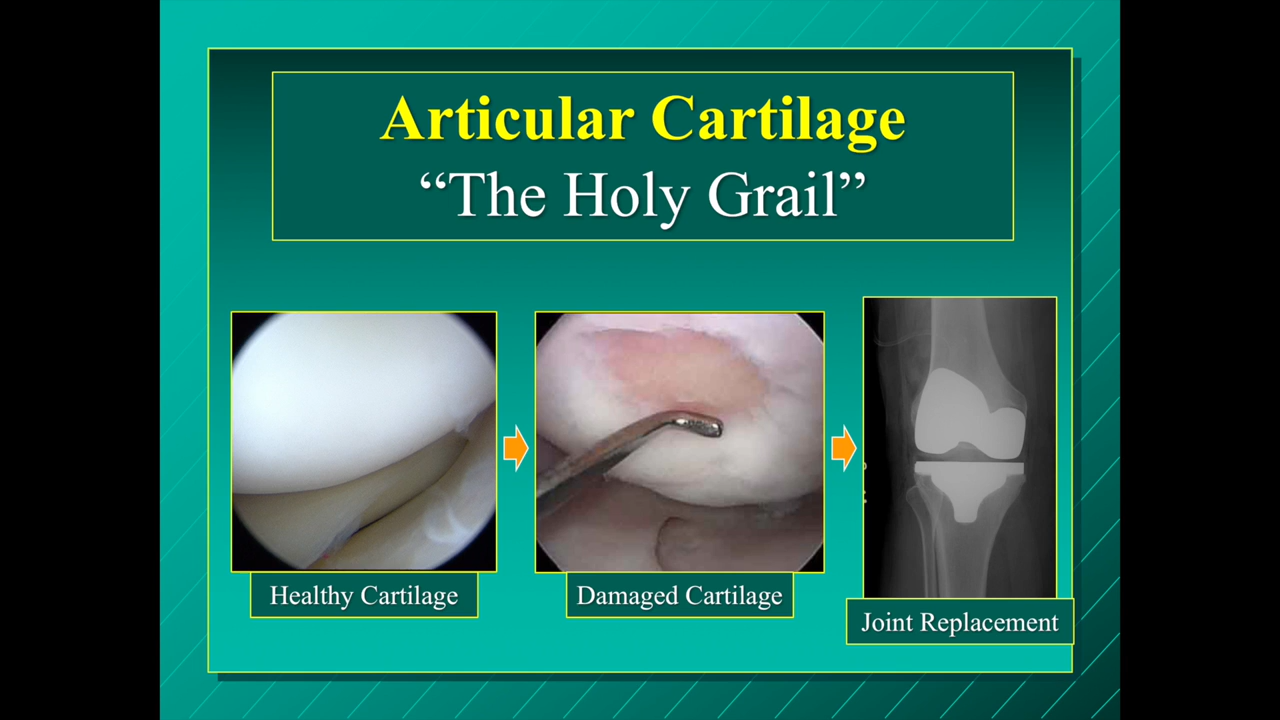 Articular Cartilage
“The Holy Grail”
Healthy Cartilage
Damaged Cartilage
Joint Replacement